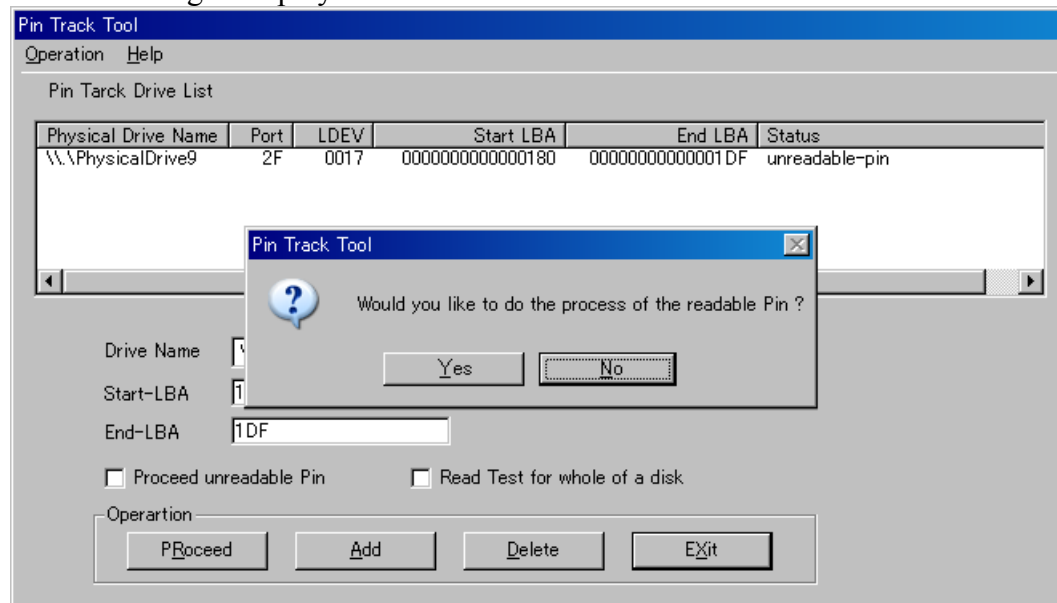 Pin Track Tool
Operation Help
Pin Tarck Drive List
Physical Drive Name Port LDEV Start LBA End LBA Status
\\.\PhysicalDrive9 2F 0017 0000000000000180 00000000000001DF unreadable-pin
Pin Track Tool
Would you like to do the process of the readable Pin ?
Yes No
Drive Name
Start-LBA 1
End-LBA 1DF
Proceed unreadable Pin Read Test for whole of a disk
Operartion
PRoceed Add Delete EXit